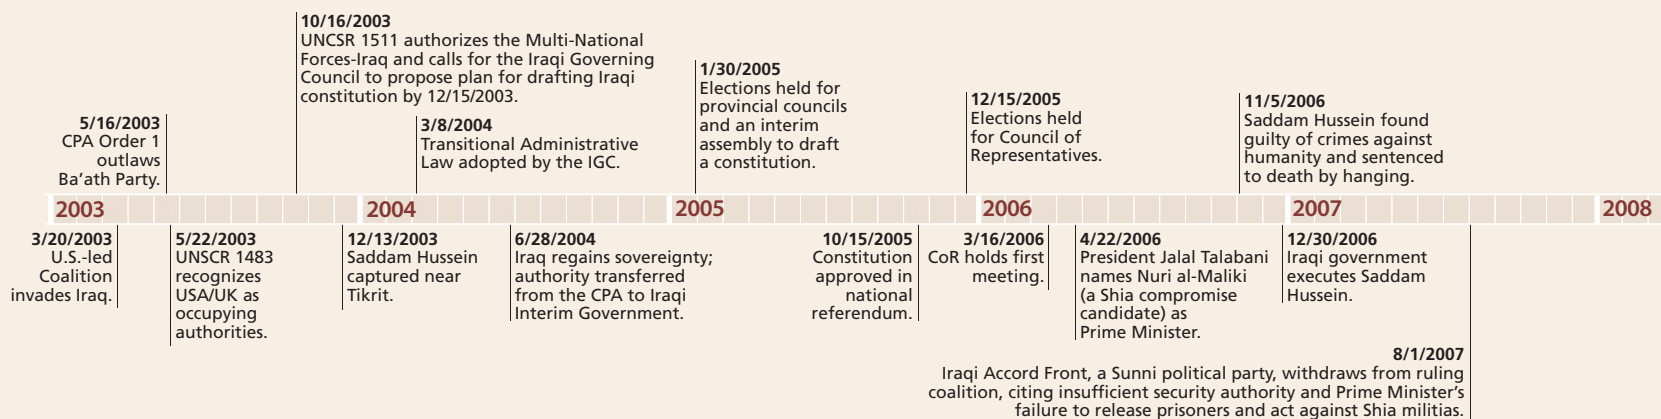 10/16/2003
UNCSR 1511 authorizes the Multi-National
Forces-Iraq and calls for the Iraqi Governing
Council to propose plan for drafting Iraqi
constitution by 12/15/2003.
1/30/2005
Elections held for
provincial councils
and an interim
assembly to draft
a constitution.
12/15/2005
Elections held
for Council of
Representatives.
11/5/2006
Saddam Hussein found
guilty of crimes against
humanity and sentenced
to death by hanging.
5/16/2003
CPA Order 1
outlaws
Ba’ath Party.
3/8/2004
Transitional Administrative
Law adopted by the IGC.
2003 2004 2005 2006 2007 2008
3/20/2003
U.S.-led
Coalition
invades Iraq.
5/22/2003
UNSCR 1483
recognizes
USA/UK as
occupying
authorities.
12/13/2003
Saddam Hussein
captured near
Tikrit.
6/28/2004
Iraq regains sovereignty;
authority transferred
from the CPA to Iraqi
Interim Government.
10/15/2005
Constitution
approved in
national
referendum.
3/16/2006
CoR holds first
meeting.
4/22/2006
President Jalal Talabani
names Nuri al-Maliki
(a Shia compromise
candidate) as
Prime Minister.
12/30/2006
Iraqi government
executes Saddam
Hussein.
8/1/2007
Iraqi Accord Front, a Sunni political party, withdraws from ruling
coalition, citing insufficient security authority and Prime Minister’s
failure to release prisoners and act against Shia militias.